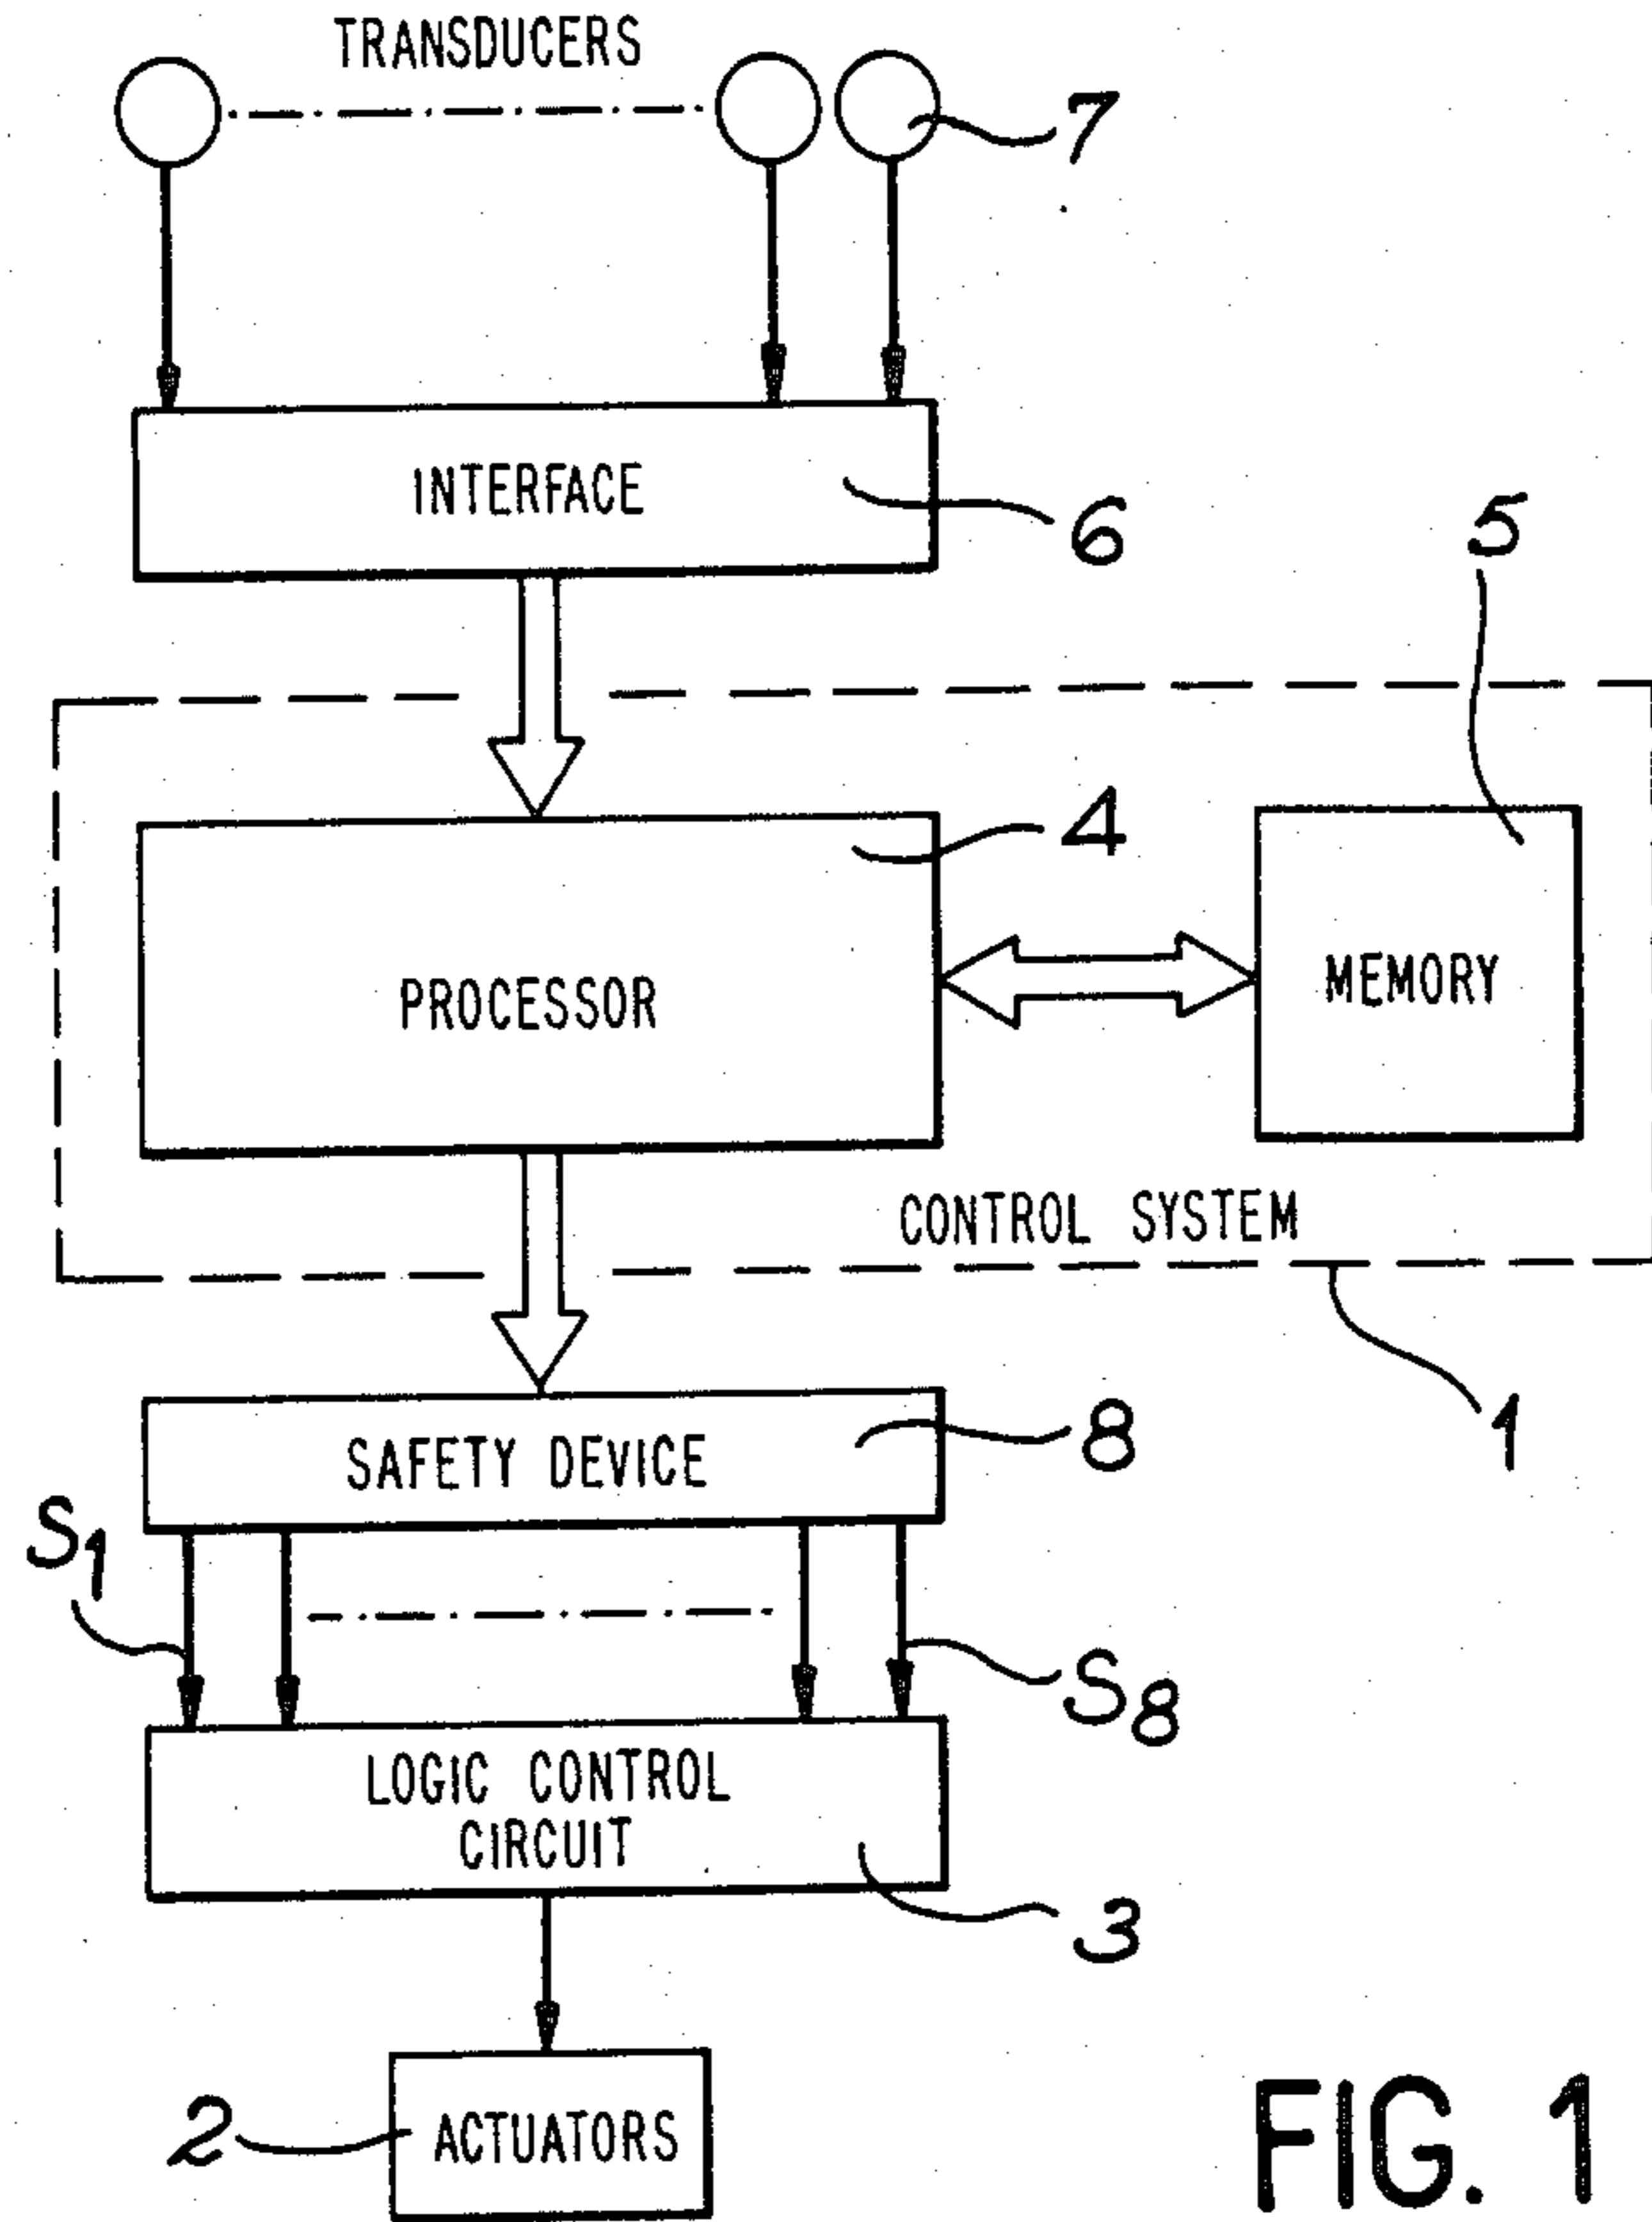 TRANSDUCERS
7
INTERFACE
6
5
4
PROCESSOR
MEMORY
CONTROL SYSTEM
1
SAFETY DEVICE
8
S1
S8
LOGIC CONTROL
CIRCUIT
3
2
ACTUATORS
FIG. 1